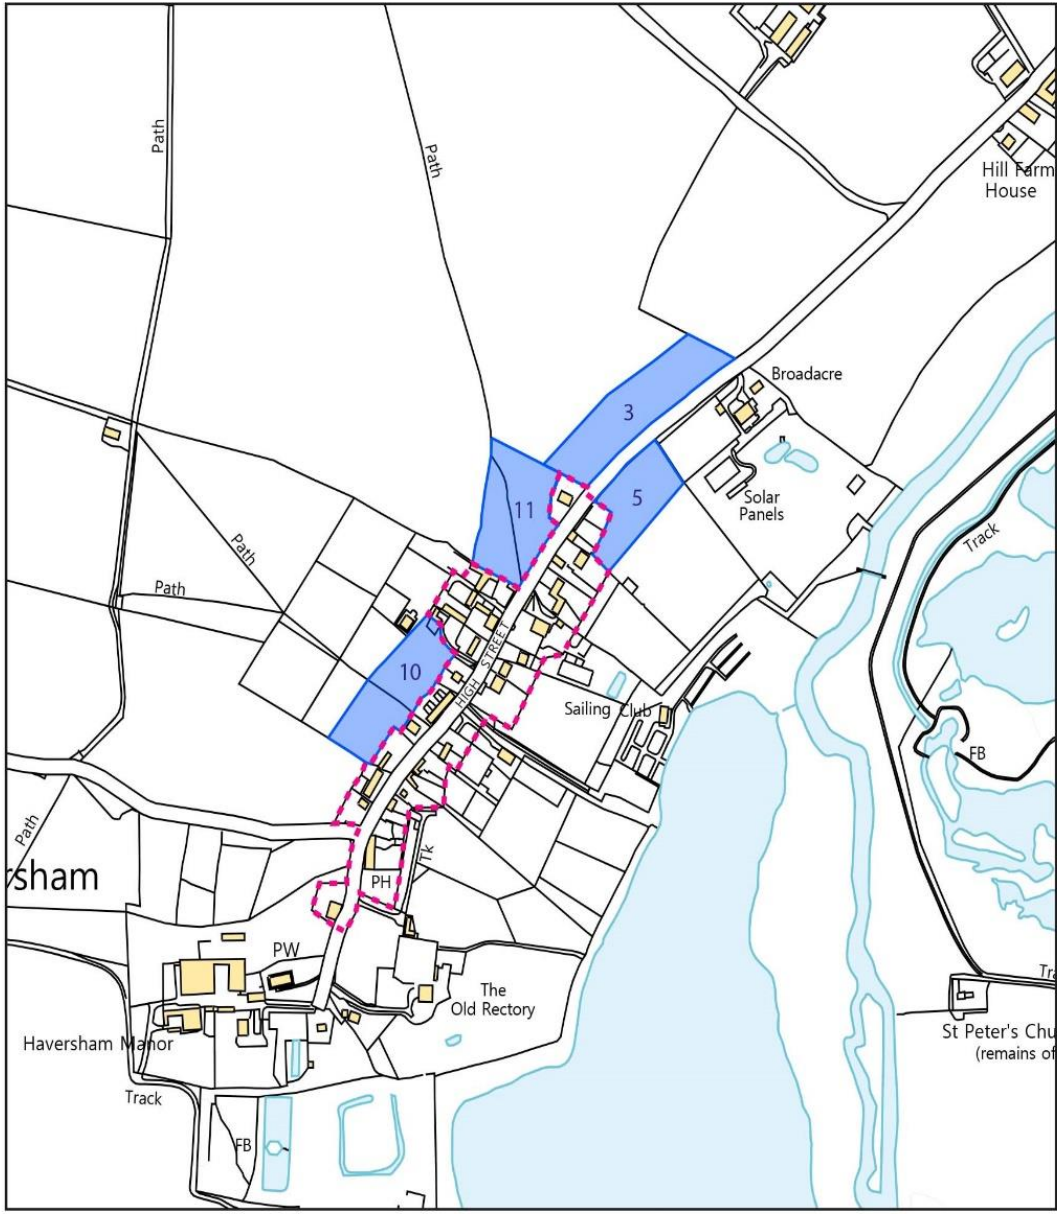 Path
Path
Hill Farm
House
Broadacre
3
Solar
Panels
5
11
Track
Path
Path
10
HIGH STREET
Sailing Club
FB
Path
rsham
Tk
PH
PW
The
Old Rectory
Tra
St Peter's Chu
(remains of
Haversham Manor
Track
FB